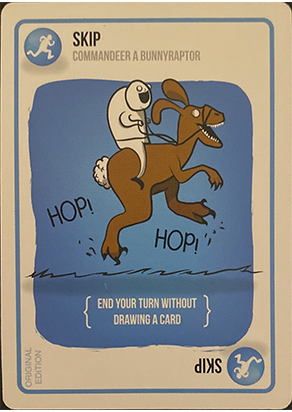 SKIP
COMMANDEER A BUNNYRAPTOR
HOP!
HOP!
END YOUR TURN WITHOUT
DRAWING A CARD
ORIGINAL
EDITION
SKIP